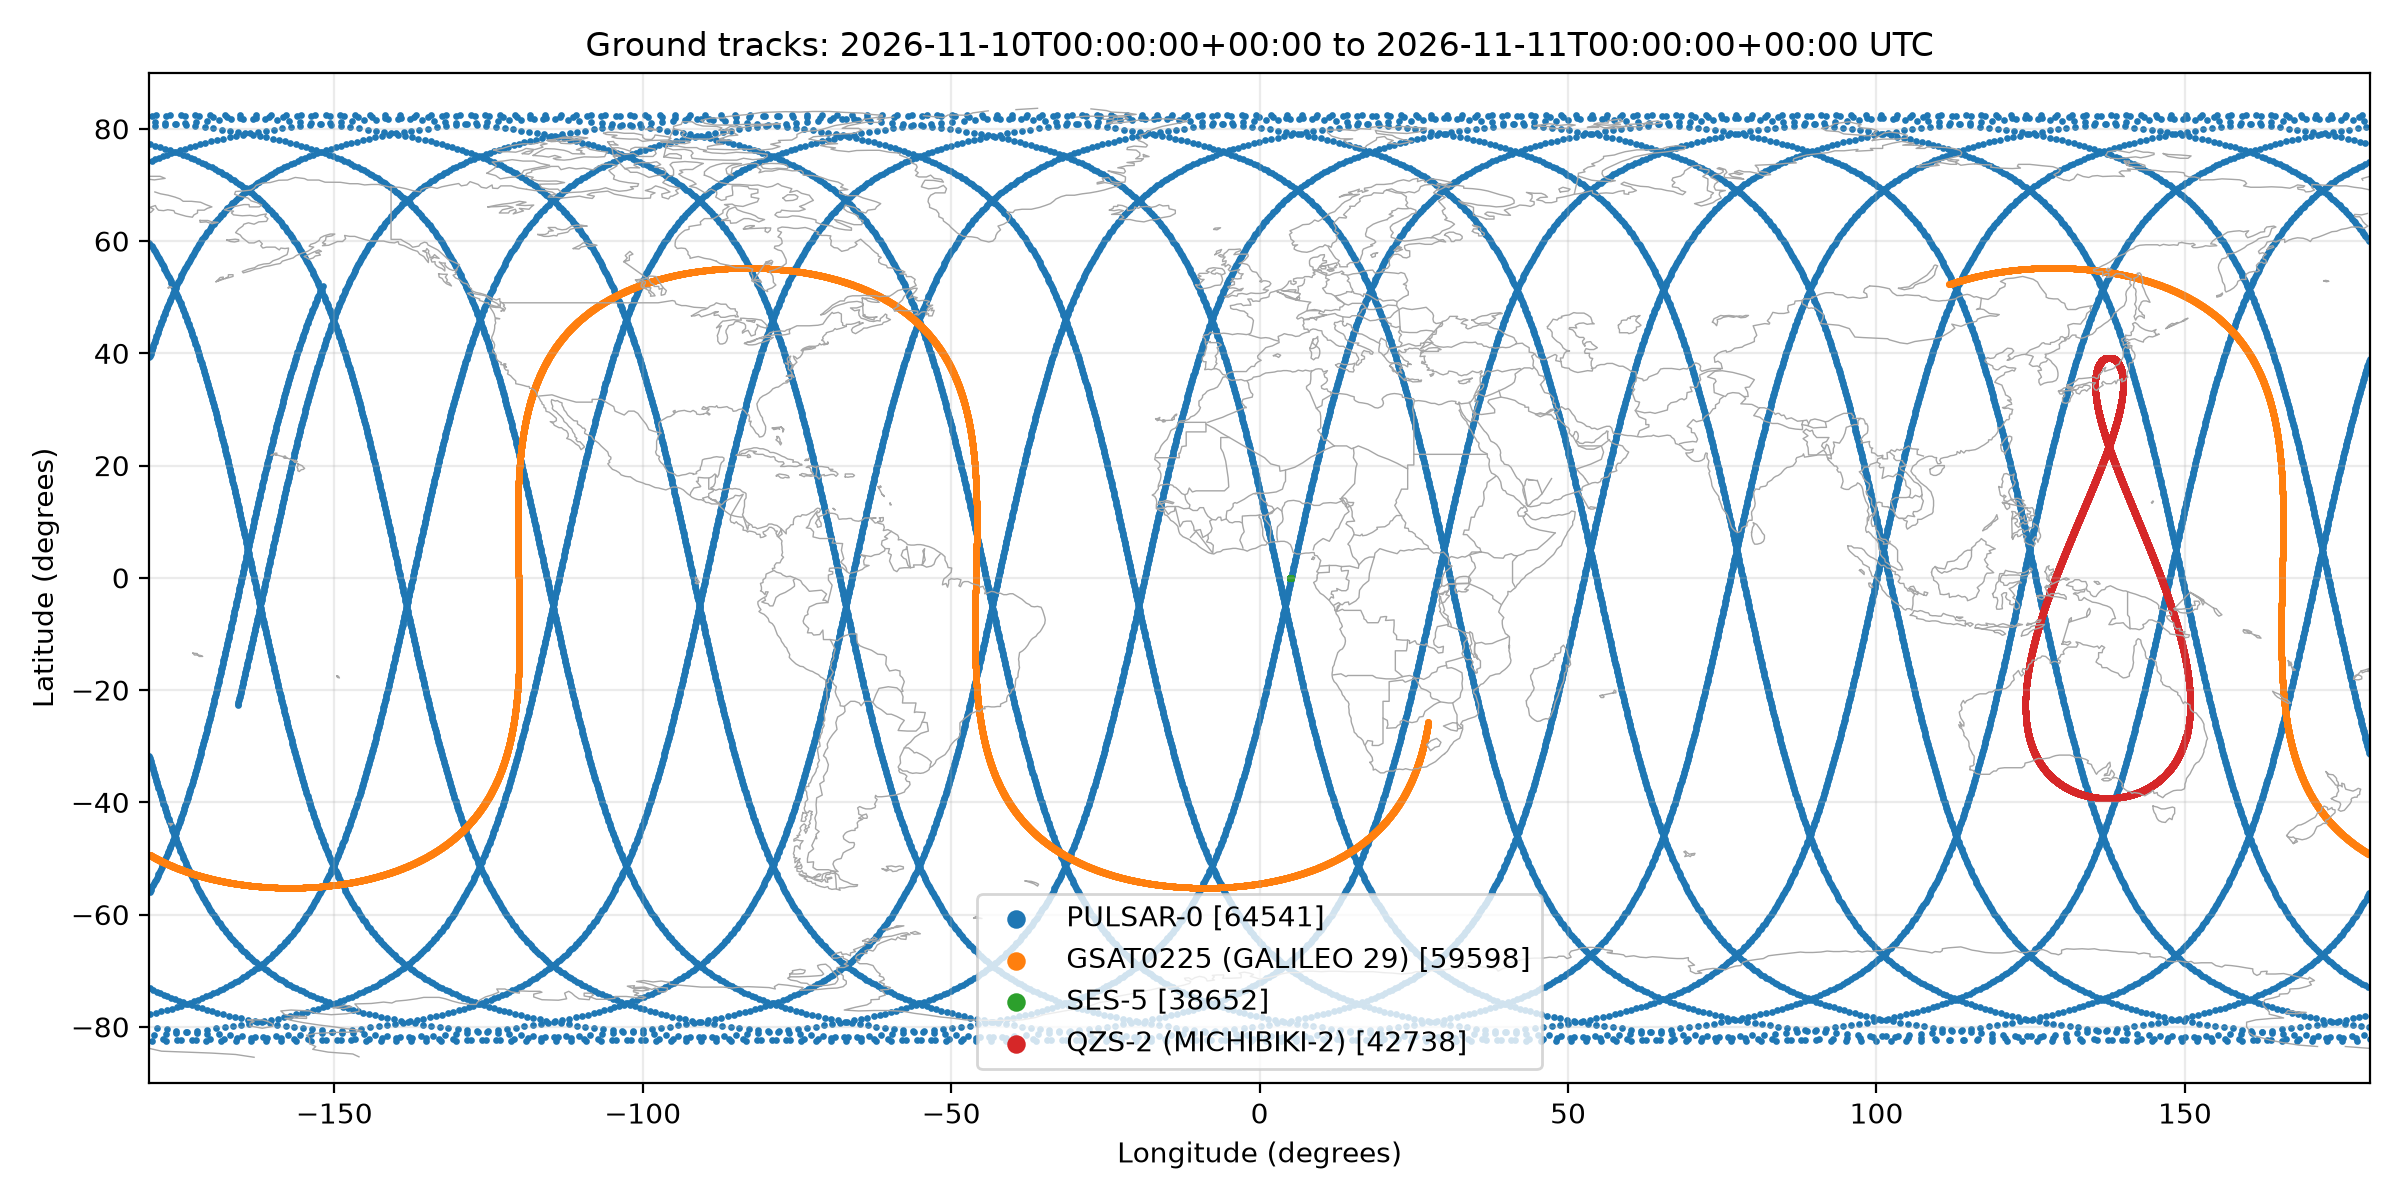 Ground tracks: 2026-11-10T00:00:00+00:00 to 2026-11-11T00:00:00+00:00 UTC
80
60
40
20
0
−20
−40
−60
−80
Latitude (degrees)
PULSAR-0 [64541]
GSAT0225 (GALILEO 29) [59598]
SES-5 [38652]
QZS-2 (MICHIBIKI-2) [42738]
−150 −100 −50 0 50 100 150
Longitude (degrees)